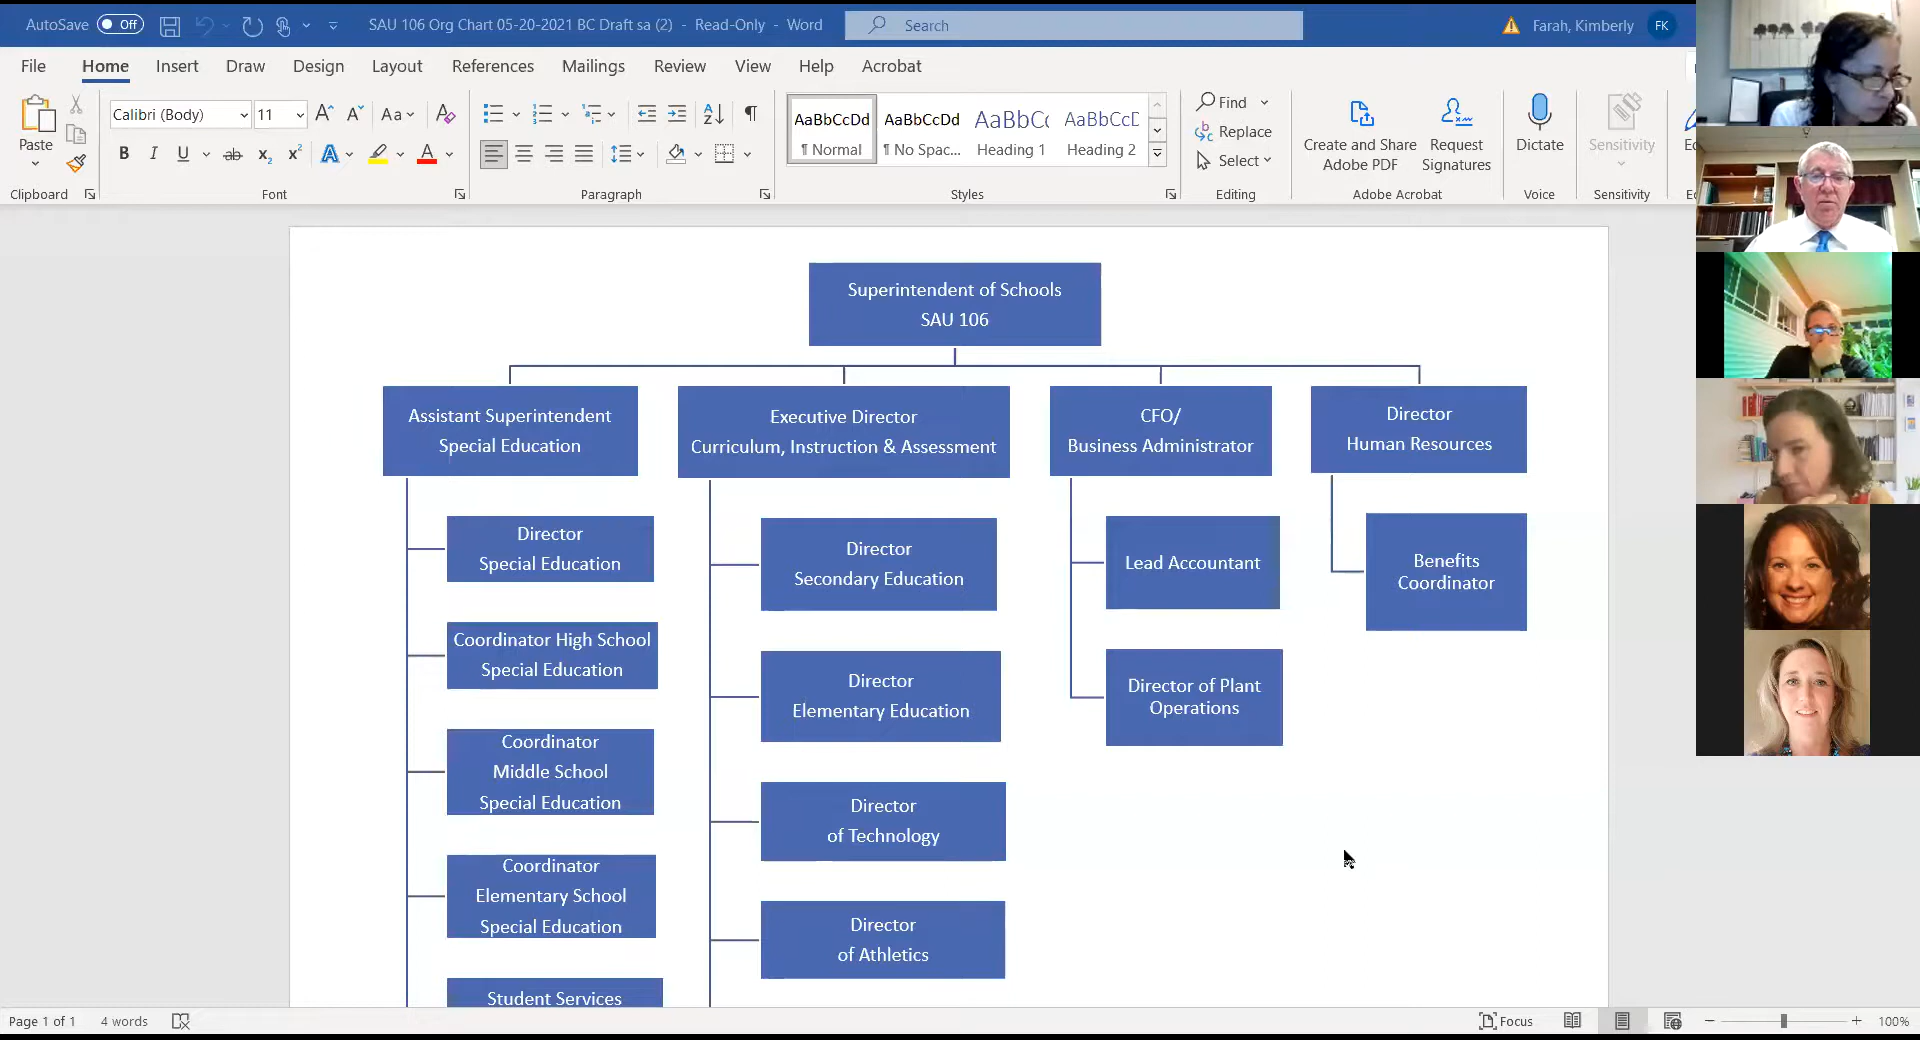 AutoSave Off SAU 106 Org Chart 05-20-2021 BC Draft sa (2) - Read-Only - Word Search Farah, Kimberly FK
File Home Insert Draw Design Layout References Mailings Review View Help Acrobat
Paste
Clipboard
Calibri (Body) 11 A A Aa A
B I U ab x2 x2 A A
Font
Paragraph
AaBbCcDd AaBbCcDd AaBbCc AaBbCcD
¶ Normal ¶ No Spac... Heading 1 Heading 2
Styles
Find
Replace
Select
Editing
Create and Share
Adobe PDF
Request
Signatures
Adobe Acrobat
Dictate
Voice
Sensitivity
Sensitivity
Superintendent of Schools
SAU 106
Assistant Superintendent
Special Education
Executive Director
Curriculum, Instruction & Assessment
CFO/
Business Administrator
Director
Human Resources
Director
Special Education
Coordinator High School
Special Education
Coordinator
Middle School
Special Education
Coordinator
Elementary School
Special Education
Student Services
Director
Secondary Education
Director
Elementary Education
Director
of Technology
Director
of Athletics
Lead Accountant
Director of Plant
Operations
Benefits
Coordinator
Page 1 of 1 4 words Focus 100%